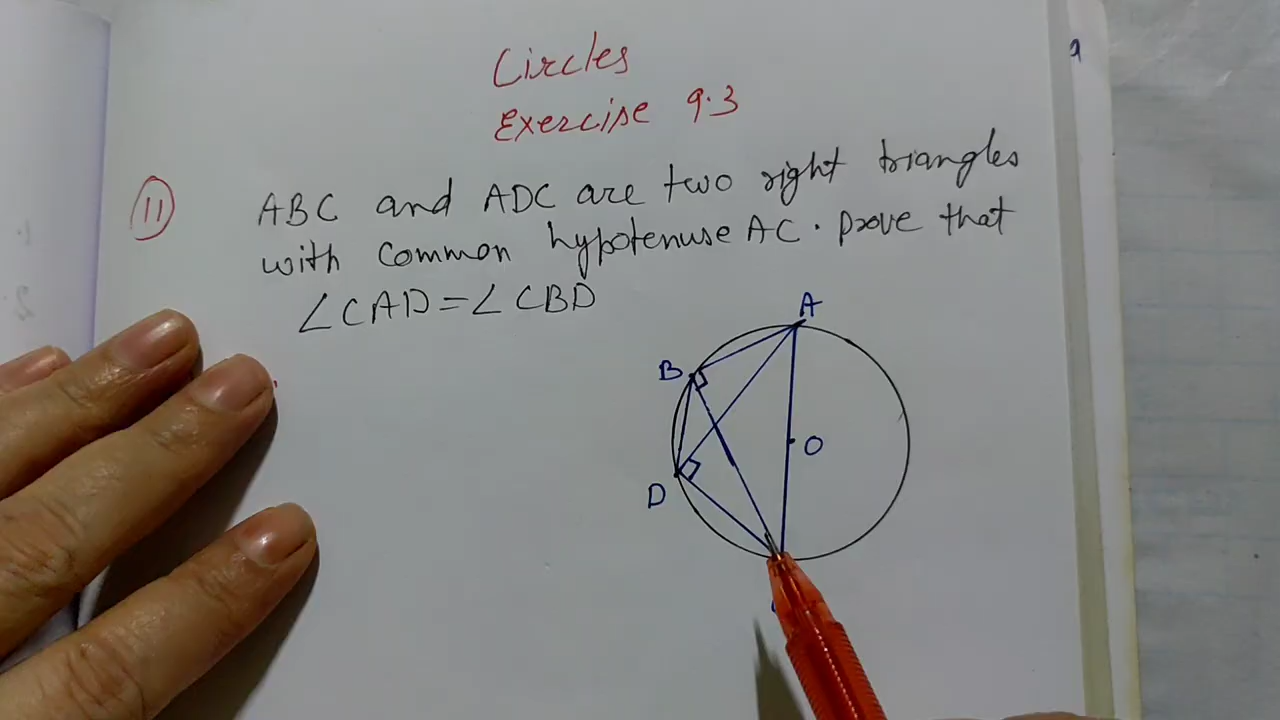 Circles
Exercise 9.3
11 ABC and ADC are two right triangles
with common hypotenuse AC. prove that
∠CAD = ∠CBD
A
B
O
D